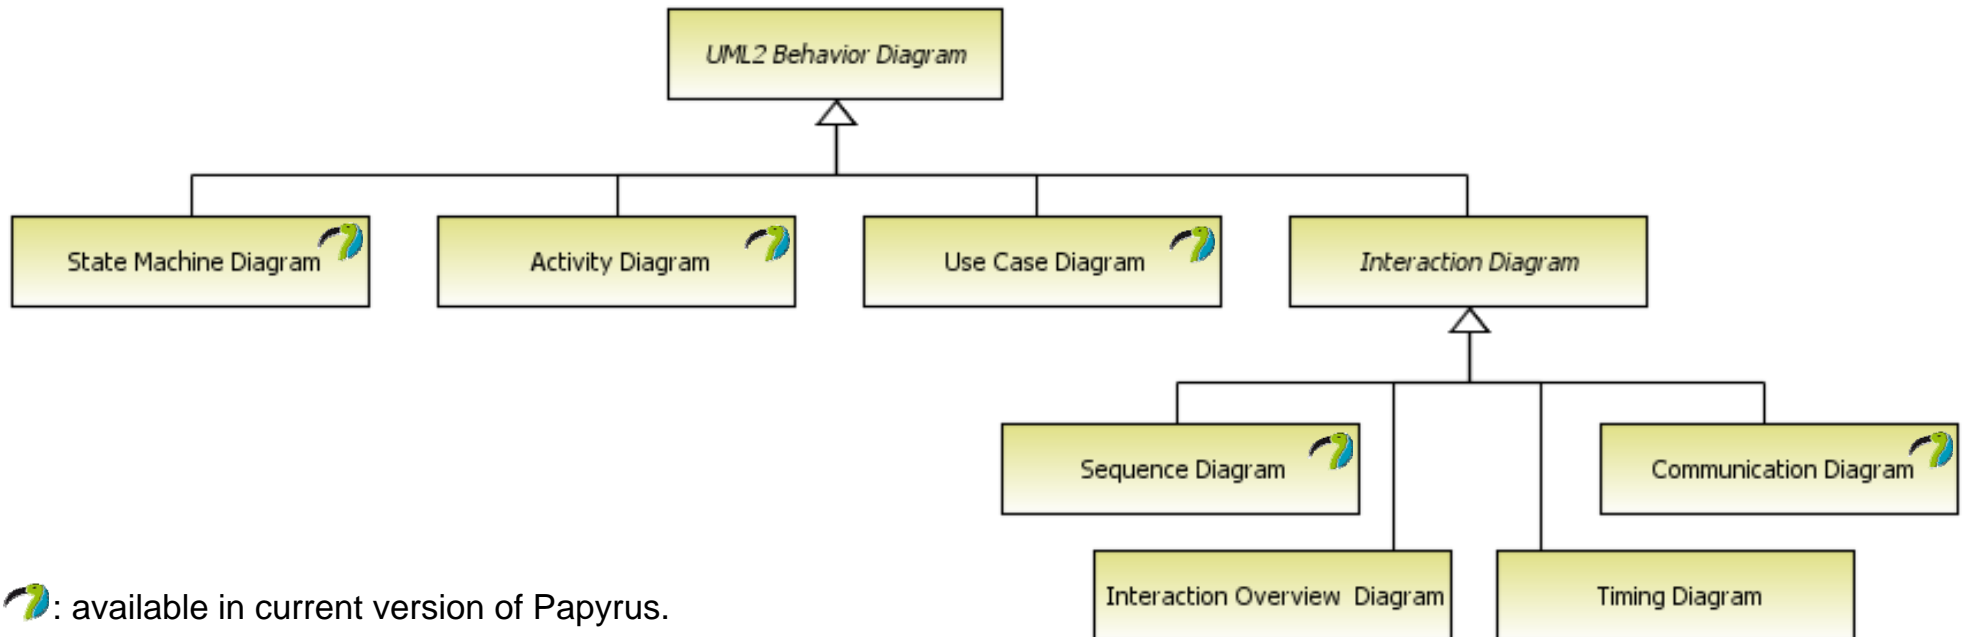 UML2 Behavior Diagram
State Machine Diagram
Activity Diagram
Use Case Diagram
Interaction Diagram
Sequence Diagram
Communication Diagram
Interaction Overview Diagram
Timing Diagram
: available in current version of Papyrus.